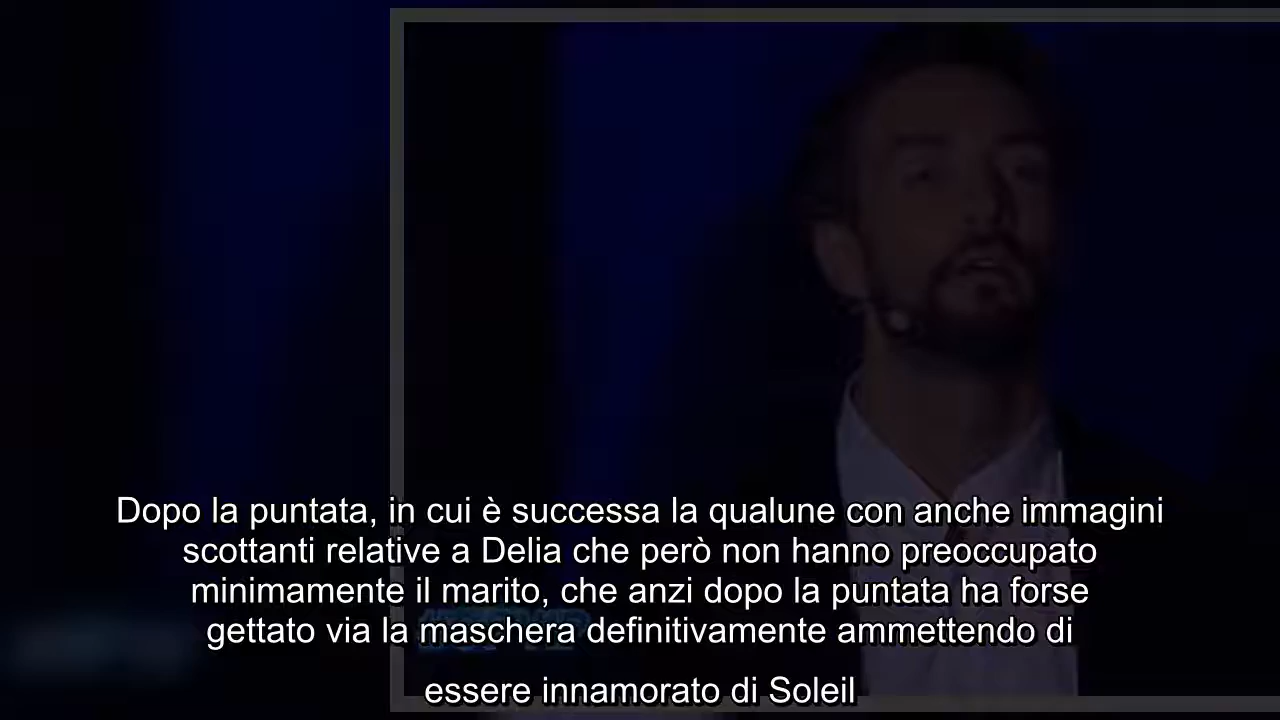 Dopo la puntata, in cui è successa la qualune con anche immagini
scottanti relative a Delia che però non hanno preoccupato
minimamente il marito, che anzi dopo la puntata ha forse
gettato via la maschera definitivamente ammettendo di
essere innamorato di Soleil
#GFVIP